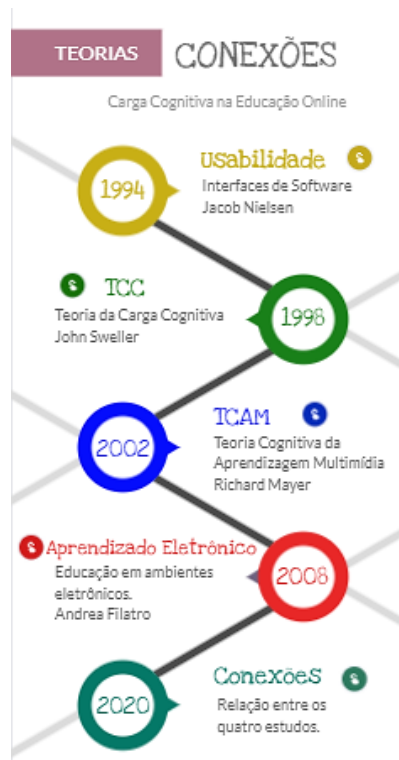 TEORIAS CONEXÕES
Carga Cognitiva na Educação Online
1994
Usabilidade
Interfaces de Software
Jacob Nielsen
TCC
Teoria da Carga Cognitiva
John Sweller
1998
2002
TCAM
Teoria Cognitiva da
Aprendizagem Multimídia
Richard Mayer
Aprendizado Eletrônico
Educação em ambientes
eletrônicos.
Andrea Filatro
2008
2020
Conexões
Relação entre os
quatro estudos.